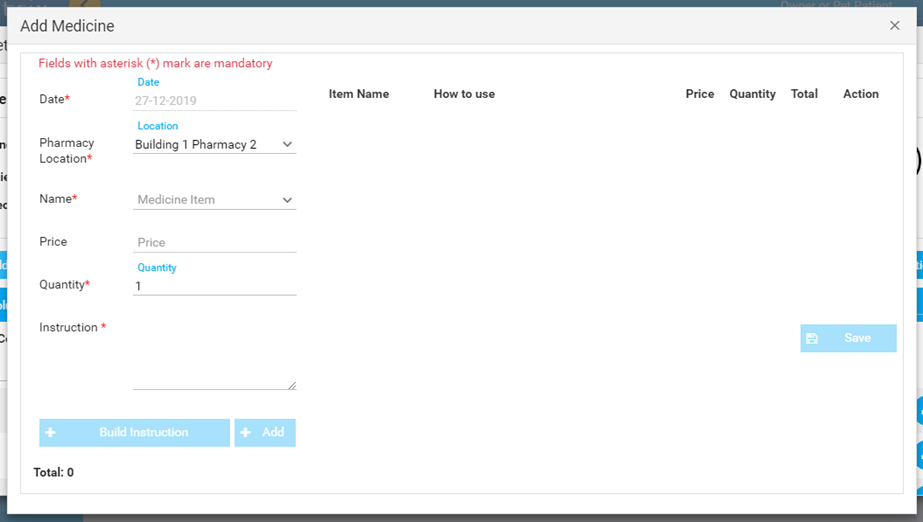 Owner or Pet Patient
Add Medicine
Fields with asterisk (*) mark are mandatory
Date
Date*
27-12-2019
Item Name How to use Price Quantity Total Action
Location
Pharmacy
Location*
Building 1 Pharmacy 2
Name*
Medicine Item
Price
Price
Quantity
Quantity*
1
Instruction *
Save
Build Instruction
Add
Total: 0